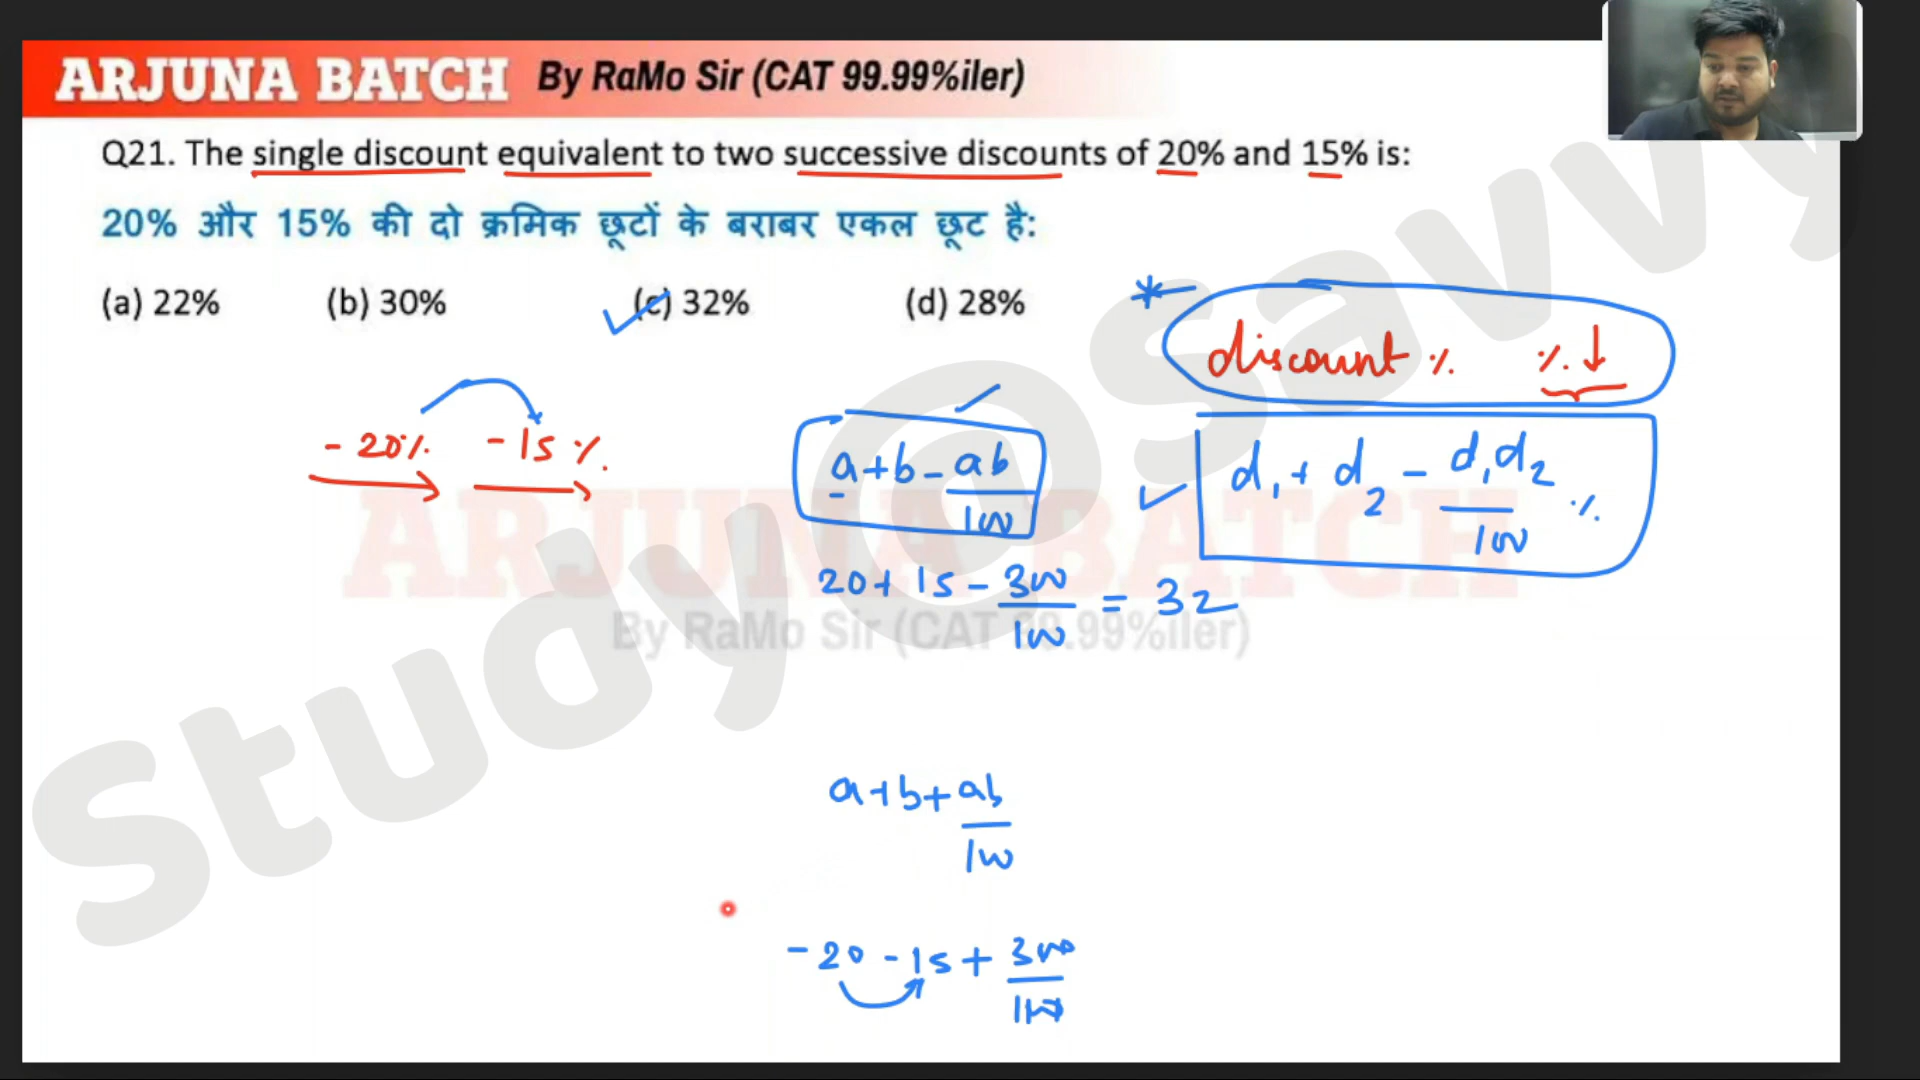 ARJUNA BATCH By RaMo Sir (CAT 99.99%iler)
Q21. The single discount equivalent to two successive discounts of 20% and 15% is:
20% और 15% की दो क्रमिक छूटों के बराबर एकल छूट है:
(a) 22% (b) 30% (c) 32% (d) 28%
* discount % % ↓
-20% -15%
a+b-ab/100
d₁ + d₂ - d₁d₂/100 %
20 + 15 - 300/100 = 32
ARJUNA BATCH
By RaMo Sir (CAT 99.99%iler)
Study@Savvy
a+b+ab/100
-20 -15 + 300/100